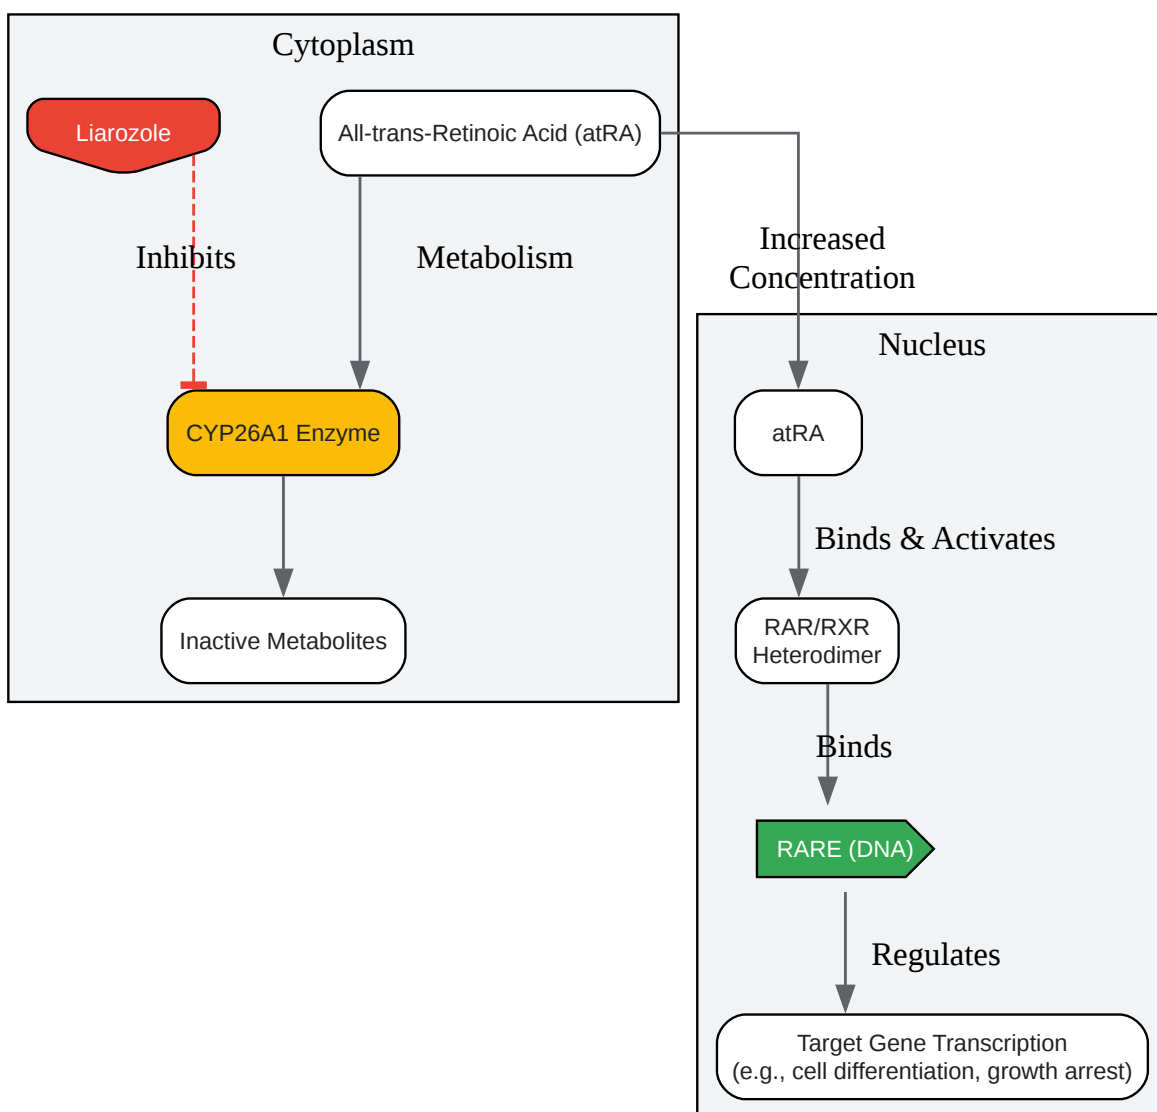 Cytoplasm
Liarozole
All-trans-Retinoic Acid (atRA)
Inhibits
Metabolism
Increased
Concentration
Nucleus
CYP26A1 Enzyme
atRA
Binds & Activates
Inactive Metabolites
RAR/RXR
Heterodimer
Binds
RARE (DNA)
Regulates
Target Gene Transcription
(e.g., cell differentiation, growth arrest)